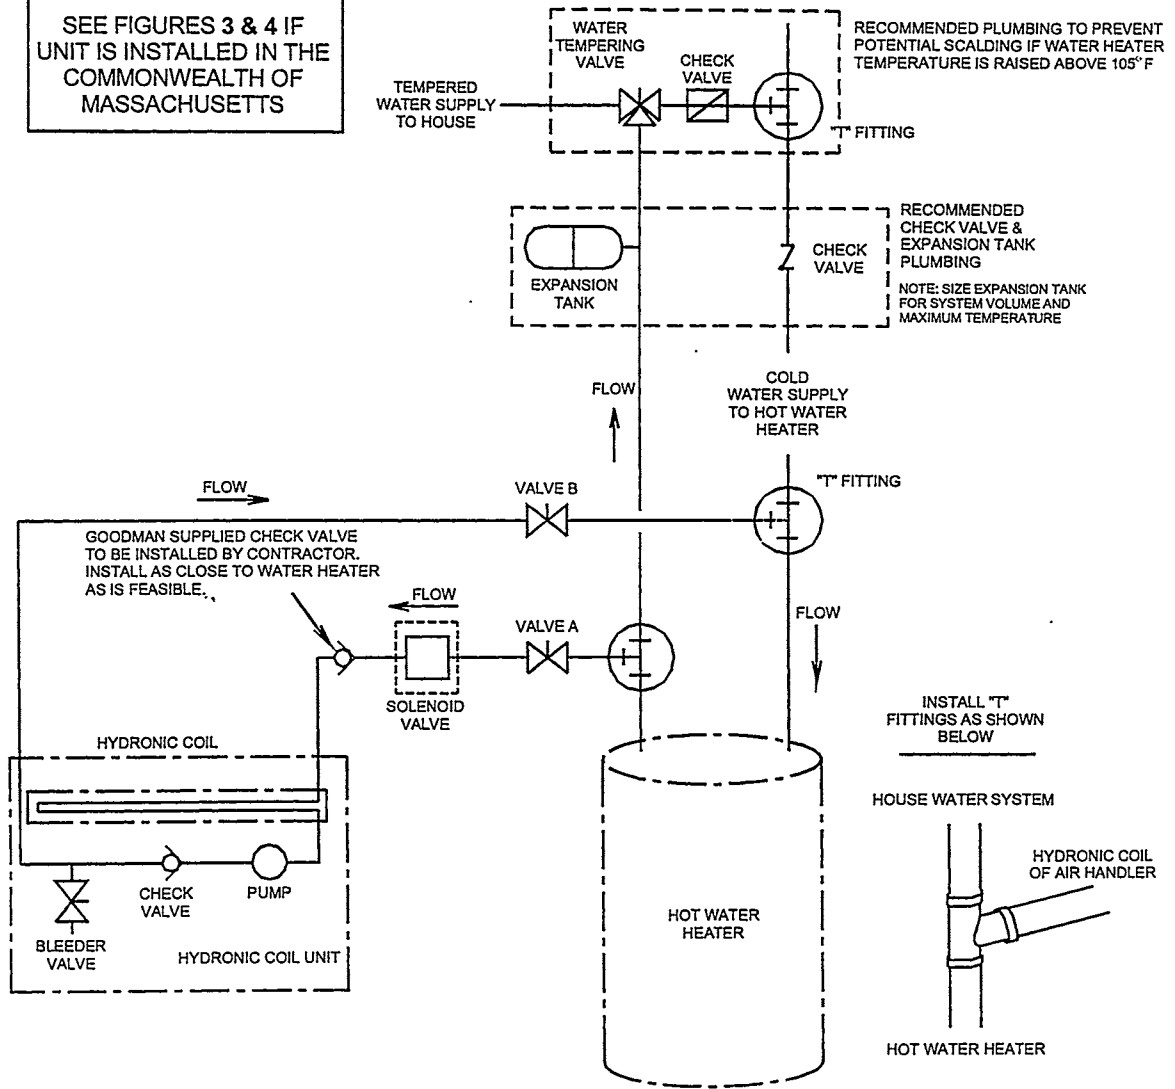 SEE FIGURES 3 & 4 IF
UNIT IS INSTALLED IN THE
COMMONWEALTH OF
MASSACHUSETTS
WATER
TEMPERING
VALVE
CHECK
VALVE
RECOMMENDED PLUMBING TO PREVENT
POTENTIAL SCALDING IF WATER HEATER
TEMPERATURE IS RAISED ABOVE 105°F
TEMPERED
WATER SUPPLY
TO HOUSE
"T" FITTING
EXPANSION
TANK
CHECK
VALVE
RECOMMENDED
CHECK VALVE &
EXPANSION TANK
PLUMBING
NOTE: SIZE EXPANSION TANK
FOR SYSTEM VOLUME AND
MAXIMUM TEMPERATURE
FLOW
COLD
WATER SUPPLY
TO HOT WATER
HEATER
FLOW
VALVE B
"T" FITTING
GOODMAN SUPPLIED CHECK VALVE
TO BE INSTALLED BY CONTRACTOR.
INSTALL AS CLOSE TO WATER HEATER
AS IS FEASIBLE.
FLOW
VALVE A
FLOW
SOLENOID
VALVE
HYDRONIC COIL
CHECK
VALVE
PUMP
BLEEDER
VALVE
HYDRONIC COIL UNIT
HOT WATER
HEATER
INSTALL "T"
FITTINGS AS SHOWN
BELOW
HOUSE WATER SYSTEM
HYDRONIC COIL
OF AIR HANDLER
HOT WATER HEATER